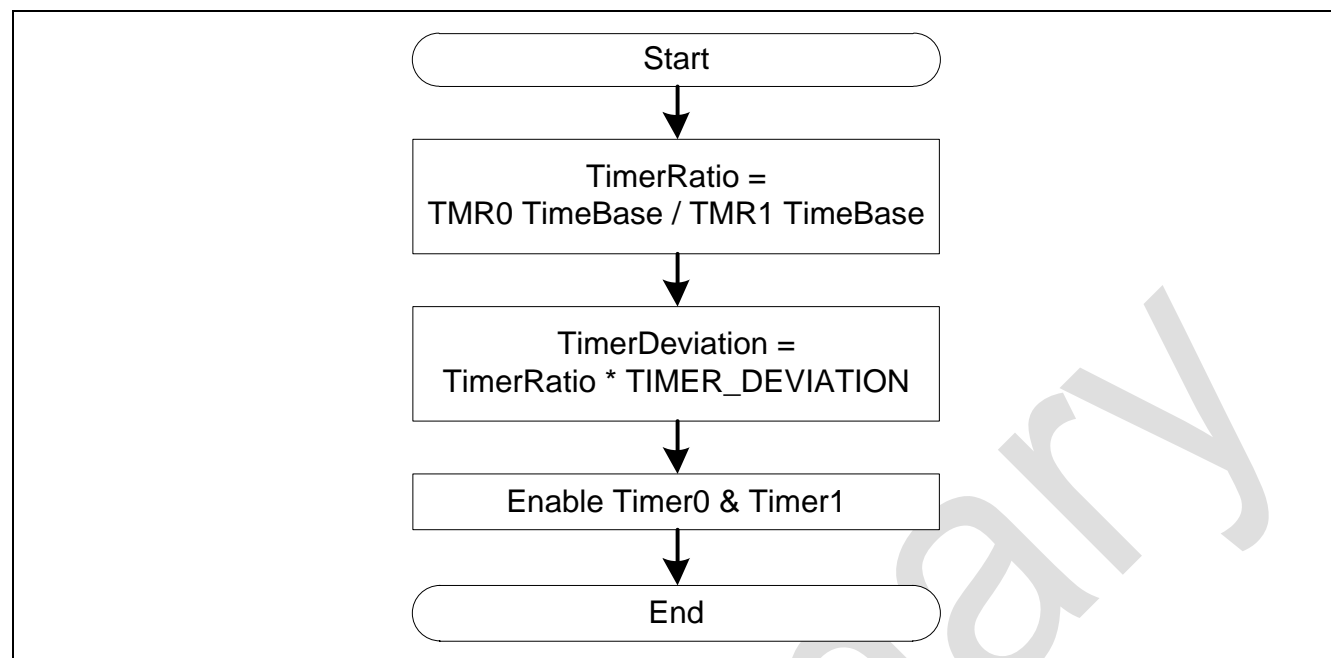 Start
TimerRatio =
TMR0 TimeBase / TMR1 TimeBase
TimerDeviation =
TimerRatio * TIMER_DEVIATION
Enable Timer0 & Timer1
End